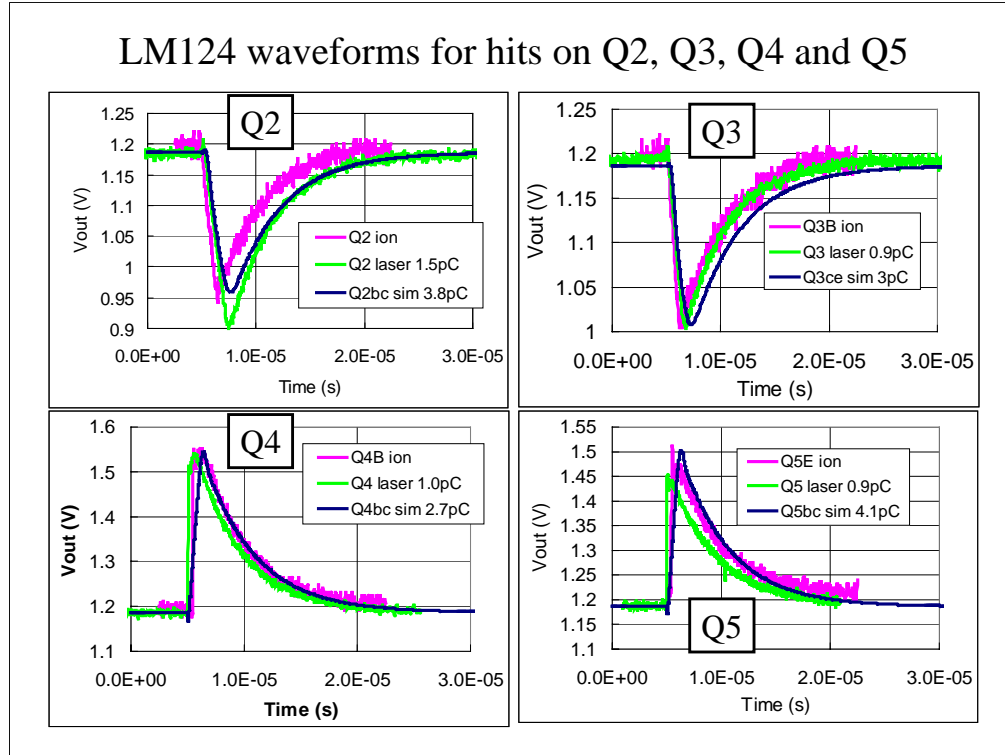 LM124 waveforms for hits on Q2, Q3, Q4 and Q5
Q2
1.25
1.2
1.15
1.1
1.05
1
0.95
0.9
Vout (V)
Q2 ion
Q2 laser 1.5pC
Q2bc sim 3.8pC
0.0E+00 1.0E-05 2.0E-05 3.0E-05
Time (s)
Q3
1.25
1.2
1.15
1.1
1.05
1
Vout (V)
Q3B ion
Q3 laser 0.9pC
Q3ce sim 3pC
0.0E+00 1.0E-05 2.0E-05 3.0E-05
Time (s)
Q4
1.6
1.5
1.4
1.3
1.2
1.1
Vout (V)
Q4B ion
Q4 laser 1.0pC
Q4bc sim 2.7pC
0.0E+00 1.0E-05 2.0E-05 3.0E-05
Time (s)
1.55
1.5
1.45
1.4
1.35
1.3
1.25
1.2
1.15
1.1
Vout (V)
Q5E ion
Q5 laser 0.9pC
Q5bc sim 4.1pC
Q5
0.0E+00 1.0E-05 2.0E-05 3.0E-05
Time (s)